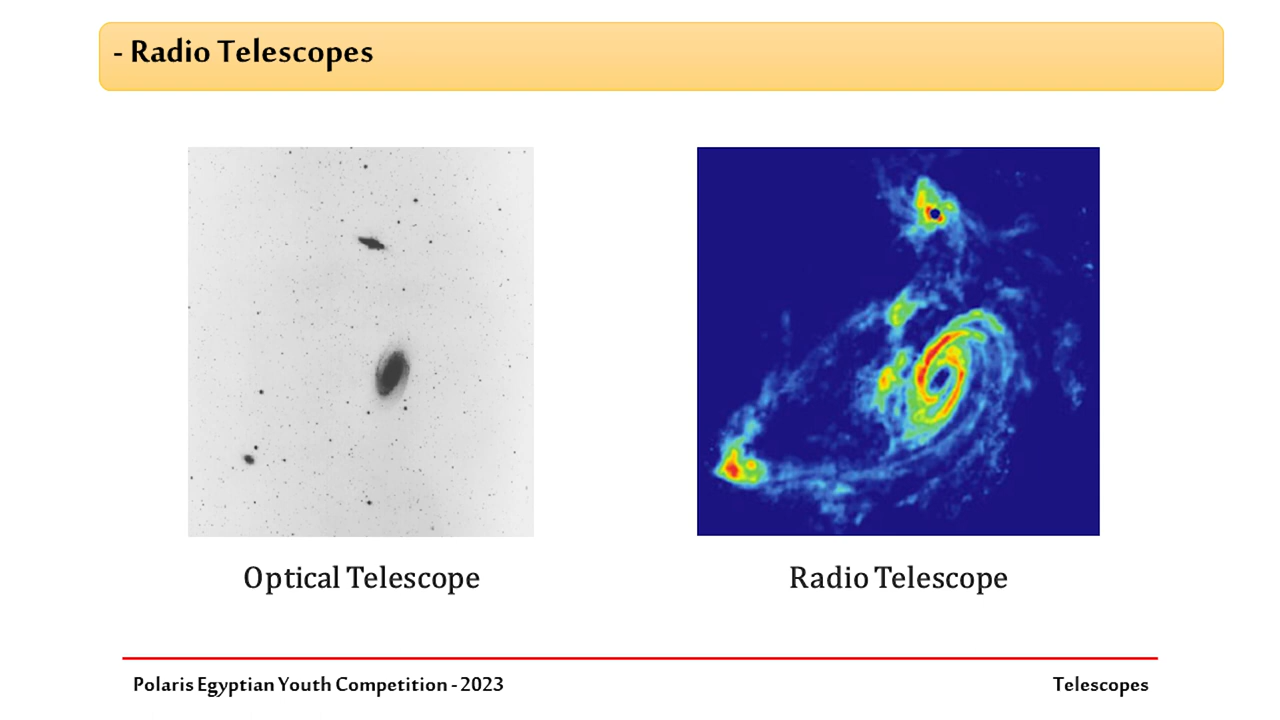 - Radio Telescopes
Optical Telescope
Radio Telescope
Polaris Egyptian Youth Competition - 2023
Telescopes